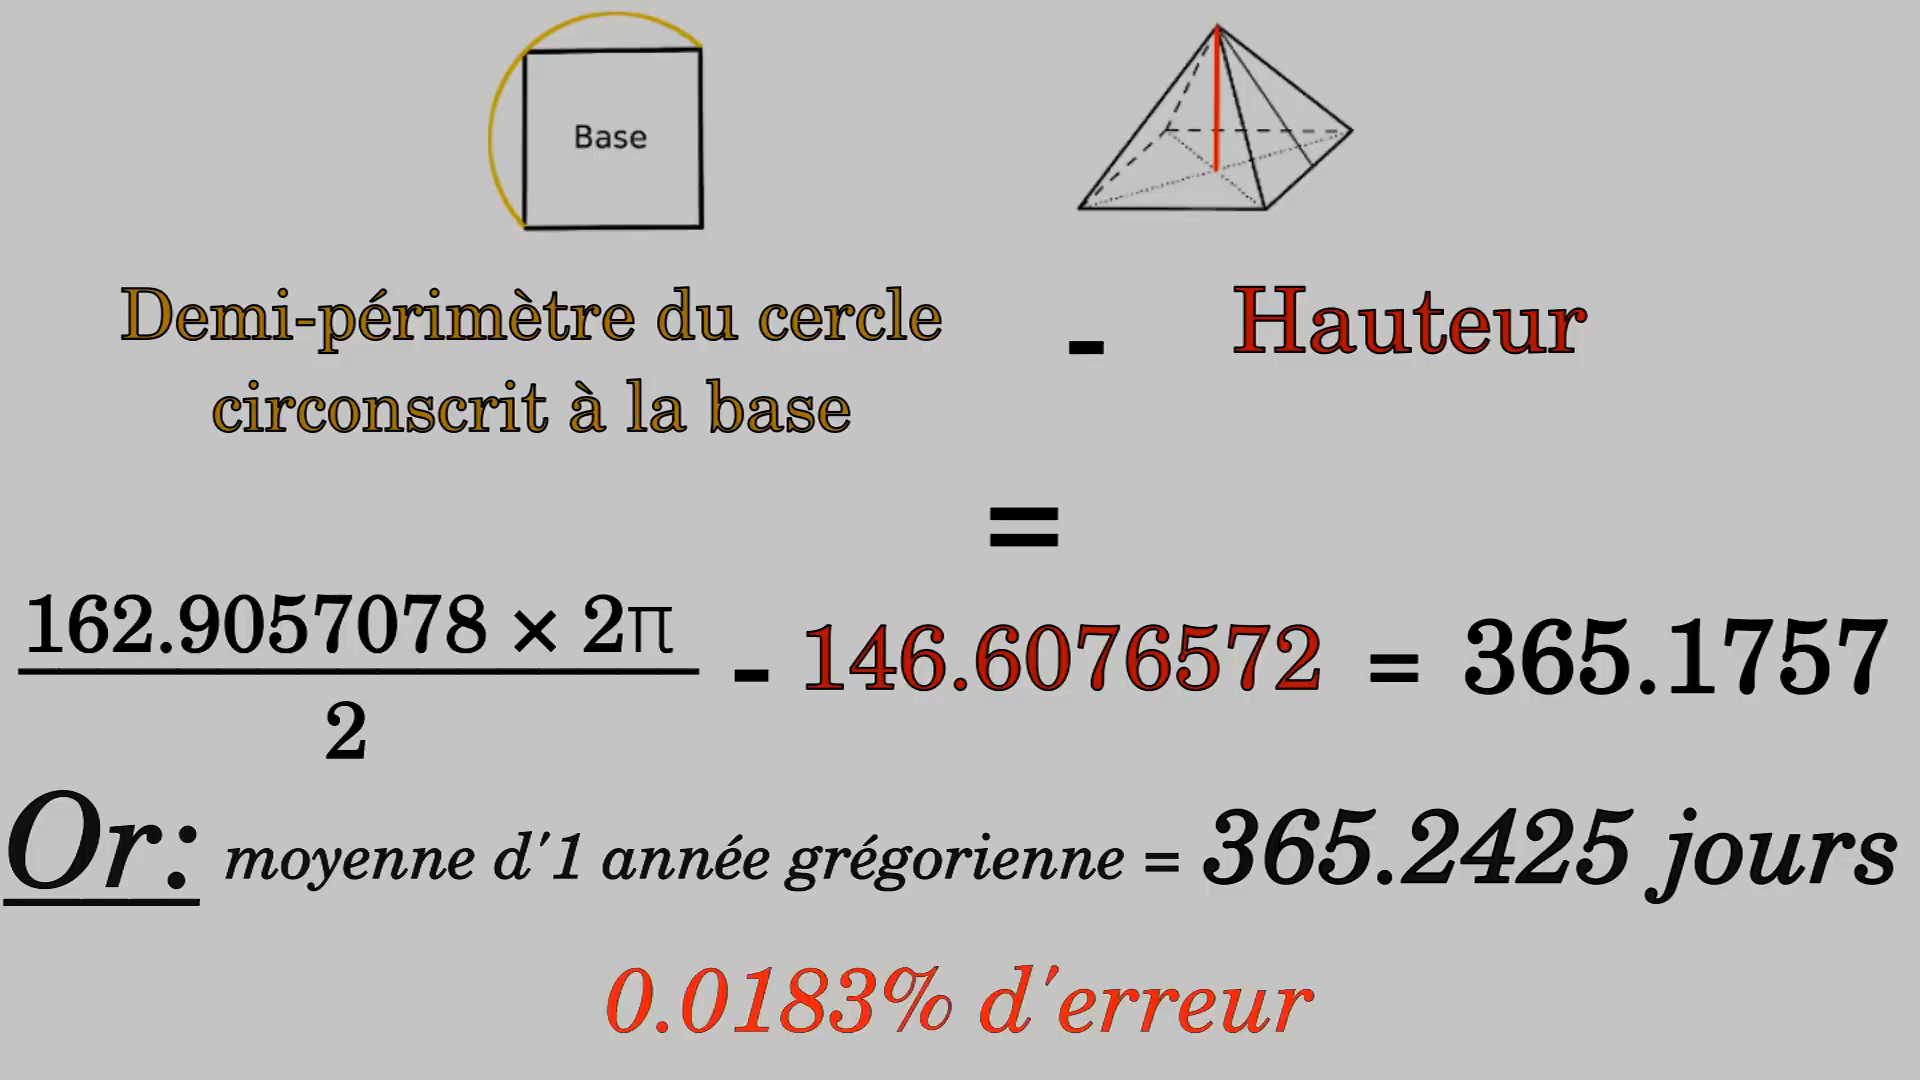 Base
Demi-périmètre du cercle
circonscrit à la base
- Hauteur
=
162.9057078 × 2π
2
- 146.6076572 = 365.1757
Or: moyenne d'1 année grégorienne = 365.2425 jours
0.0183% d'erreur